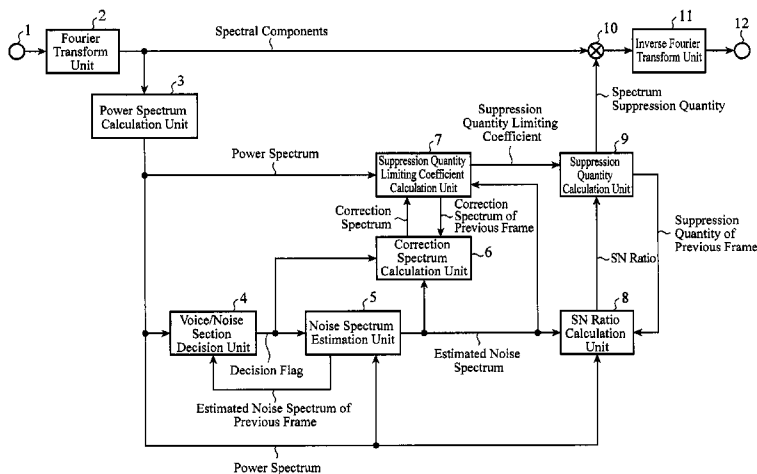 1
2
Fourier
Transform
Unit
Spectral Components
10
11
Inverse Fourier
Transform Unit
12
3
Power Spectrum
Calculation Unit
Spectrum
Suppression Quantity
Suppression
Quantity Limiting
Coefficient
Power Spectrum
7
Suppression Quantity
Limiting Coefficient
Calculation Unit
9
Suppression
Quantity
Calculation Unit
Correction
Spectrum
Correction
Spectrum of
Previous Frame
Suppression
Quantity of
Previous Frame
Correction
Spectrum
Calculation Unit
6
SN Ratio
4
Voice/Noise
Section
Decision Unit
5
Noise Spectrum
Estimation Unit
8
SN Ratio
Calculation
Unit
Decision Flag
Estimated Noise
Spectrum
Estimated Noise Spectrum of
Previous Frame
Power Spectrum